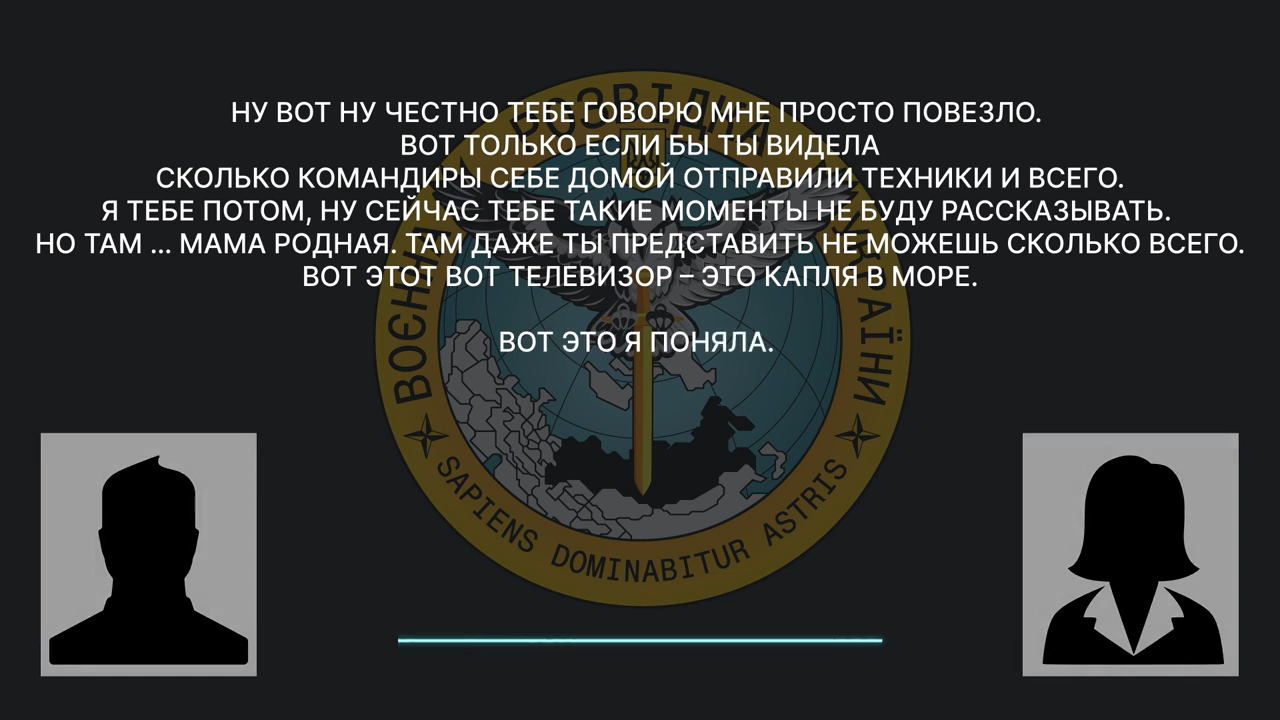 НУ ВОТ НУ ЧЕСТНО ТЕБЕ ГОВОРЮ МНЕ ПРОСТО ПОВЕЗЛО.
ВОТ ТОЛЬКО ЕСЛИ БЫ ТЫ ВИДЕЛА
СКОЛЬКО КОМАНДИРЫ СЕБЕ ДОМОЙ ОТПРАВИЛИ ТЕХНИКИ И ВСЕГО.
Я ТЕБЕ ПОТОМ, НУ СЕЙЧАС ТЕБЕ ТАКИЕ МОМЕНТЫ НЕ БУДУ РАССКАЗЫВАТЬ.
НО ТАМ ... МАМА РОДНАЯ. ТАМ ДАЖЕ ТЫ ПРЕДСТАВИТЬ НЕ МОЖЕШЬ СКОЛЬКО ВСЕГО.
ВОТ ЭТОТ ВОТ ТЕЛЕВИЗОР – ЭТО КАПЛЯ В МОРЕ.
ВОТ ЭТО Я ПОНЯЛА.
ВОЄННА РОЗВІДКА УКРАЇНИ
SAPIENS DOMINABITUR ASTRIS